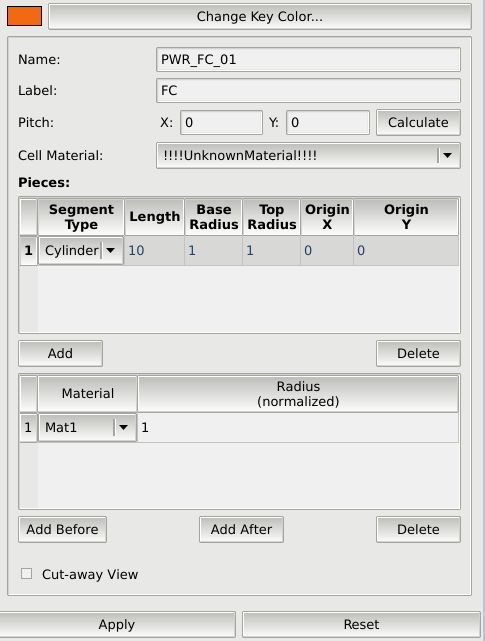 Change Key Color...
Name: PWR_FC_01
Label: FC
Pitch: X: 0 Y: 0 Calculate
Cell Material: !!!!UnknownMaterial!!!!
Pieces:
Segment Type Length Base Radius Top Radius Origin X Origin Y
1 Cylinder 10 1 1 0 0
Add Delete
Material Radius (normalized)
1 Mat1 1
Add Before Add After Delete
Cut-away View
Apply Reset